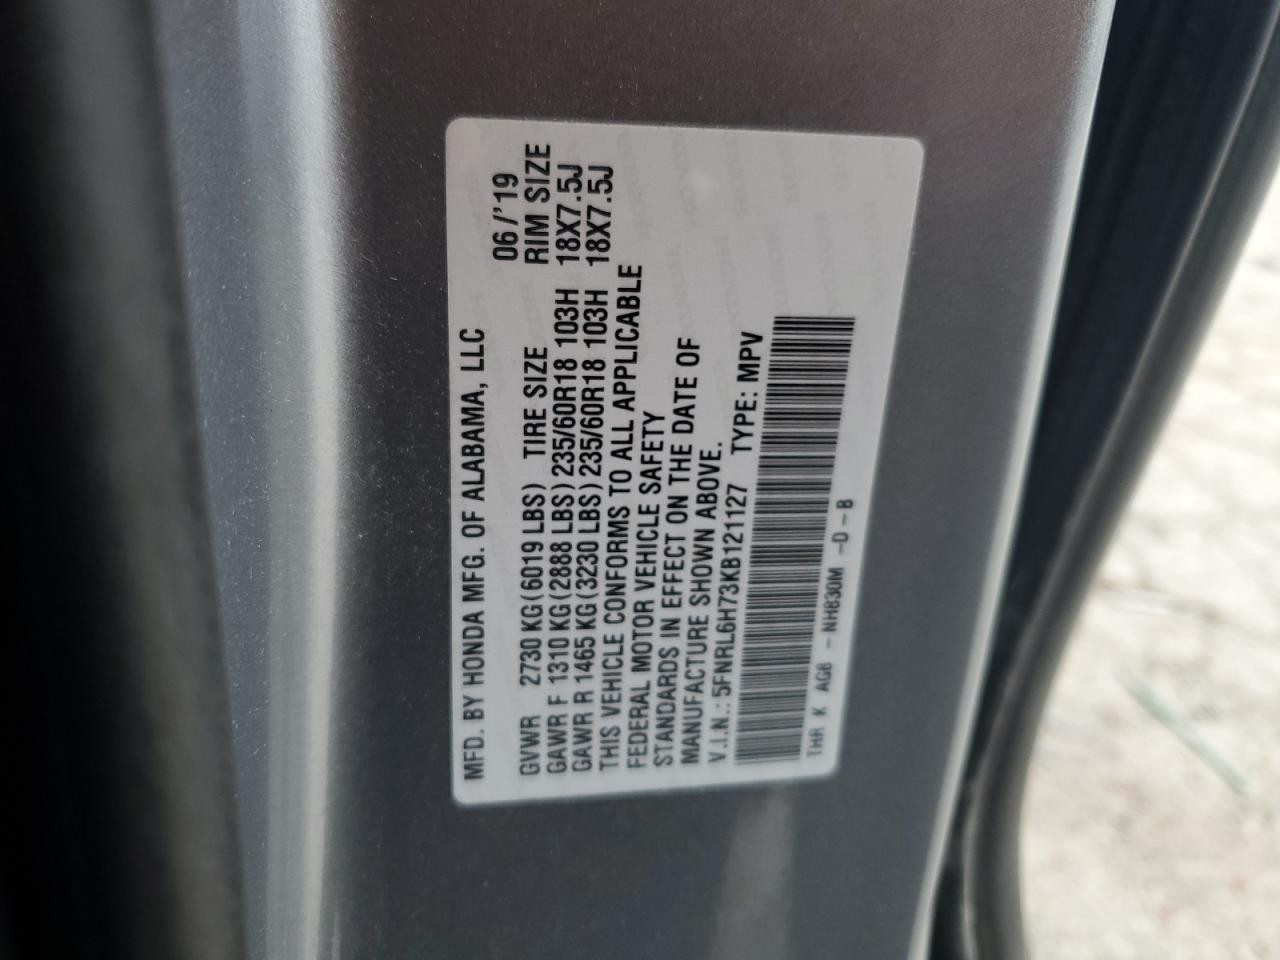 MFD. BY HONDA MFG. OF ALABAMA, LLC
06/'19
GVWR 2730 KG(6019 LBS) TIRE SIZE RIM SIZE
GAWR F 1310 KG(2888 LBS)235/60R18 103H 18X7.5J
GAWR R 1465 KG(3230 LBS)235/60R18 103H 18X7.5J
THIS VEHICLE CONFORMS TO ALL APPLICABLE
FEDERAL MOTOR VEHICLE SAFETY
STANDARDS IN EFFECT ON THE DATE OF
MANUFACTURE SHOWN ABOVE.
V.I.N.: 5FNRL6H73KB121127 TYPE: MPV
THR K AGB - NH830M -D-B